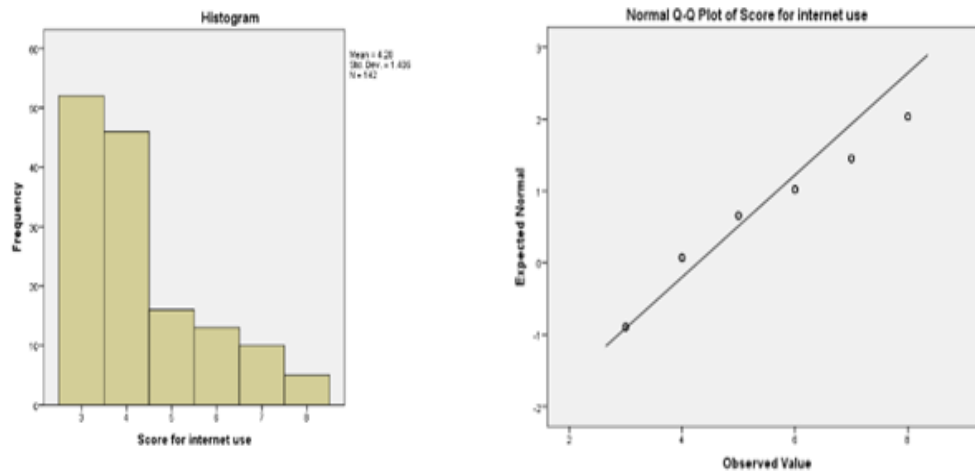 Histogram
Mean = 4.28
Std. Dev. = 1.436
N = 142
60
50
40
30
20
10
0
Frequency
3 4 5 6 7 8
Score for internet use
Normal Q-Q Plot of Score for internet use
3
2
1
0
-1
-2
Expected Normal
2 4 6 8
Observed Value